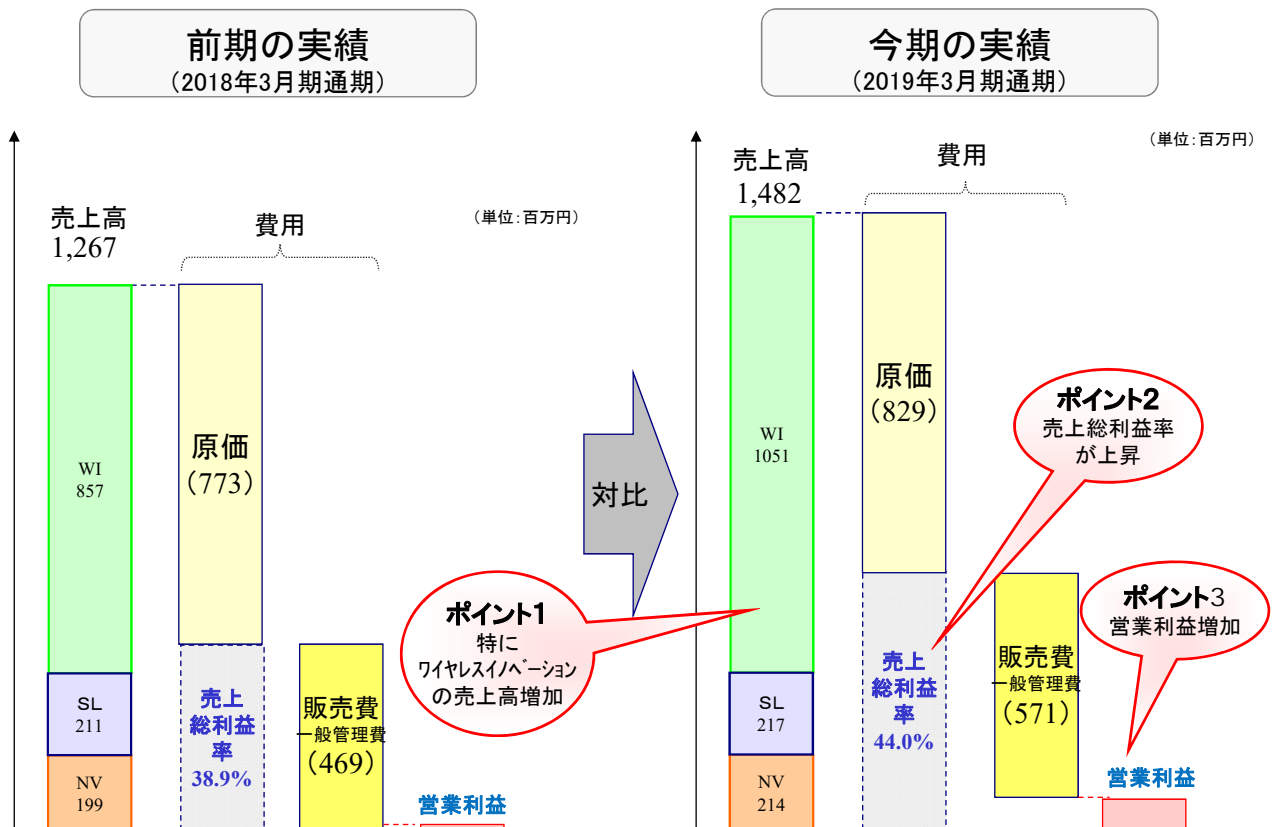 前期の実績
(2018年3月期通期)
売上高
1,267
費用
(単位:百万円)
WI
857
SL
211
NV
199
原価
(773)
売上
総利益
率
38.9%
販売費
一般管理費
(469)
営業利益
対比
今期の実績
(2019年3月期通期)
(単位:百万円)
売上高
1,482
費用
WI
1051
SL
217
NV
214
原価
(829)
売上
総利益
率
44.0%
販売費
一般管理費
(571)
営業利益
ポイント1
特に
ワイヤレスイノベーション
の売上高増加
ポイント2
売上総利益率
が上昇
ポイント3
営業利益増加